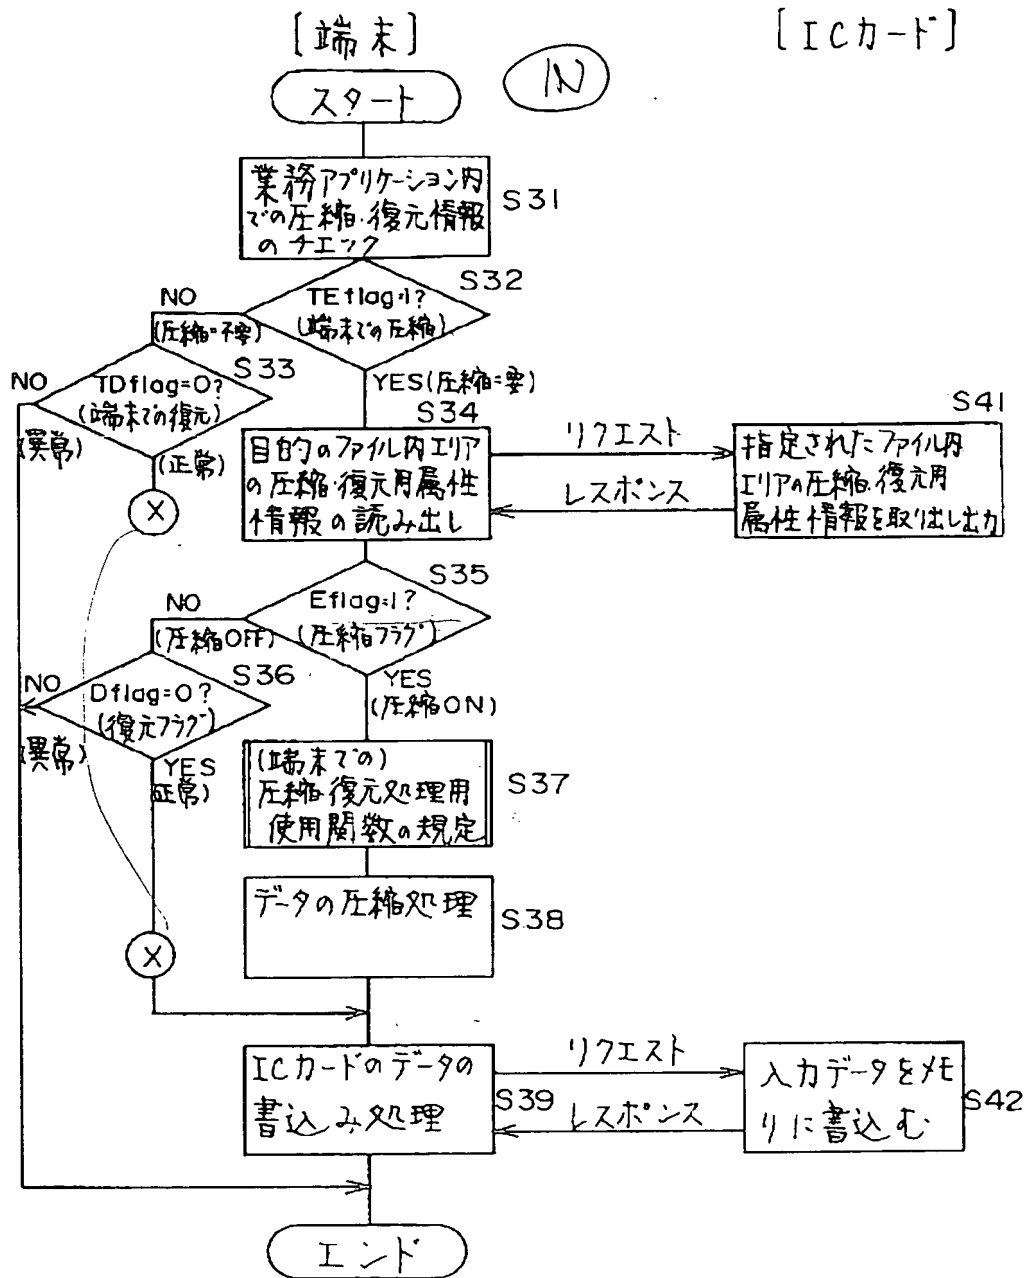 [端末]
[ICカード]
IN
スタート
業務アプリケーション内
での圧縮・復元情報
のチェック
S31
S32
TEflag=1?
(端末での圧縮)
NO
(圧縮=不要)
YES(圧縮=要)
S33
TDflag=0?
(端末での復元)
NO
(異常)
(正常)
X
S34
目的のファイル内エリア
の圧縮・復元用属性
情報の読み出し
リクエスト
レスポンス
S41
指定されたファイル内
エリアの圧縮・復元用
属性情報を取り出し出力
S35
Eflag=1?
(圧縮フラグ)
NO
(圧縮OFF)
YES
(圧縮ON)
S36
Dflag=0?
(復元フラグ)
NO
(異常)
YES
正常)
(端末での)
圧縮・復元処理用
使用関数の規定
S37
データの圧縮処理
S38
X
ICカードのデータの
書込み処理
S39
リクエスト
レスポンス
入力データをメモ
リに書込む
S42
エンド